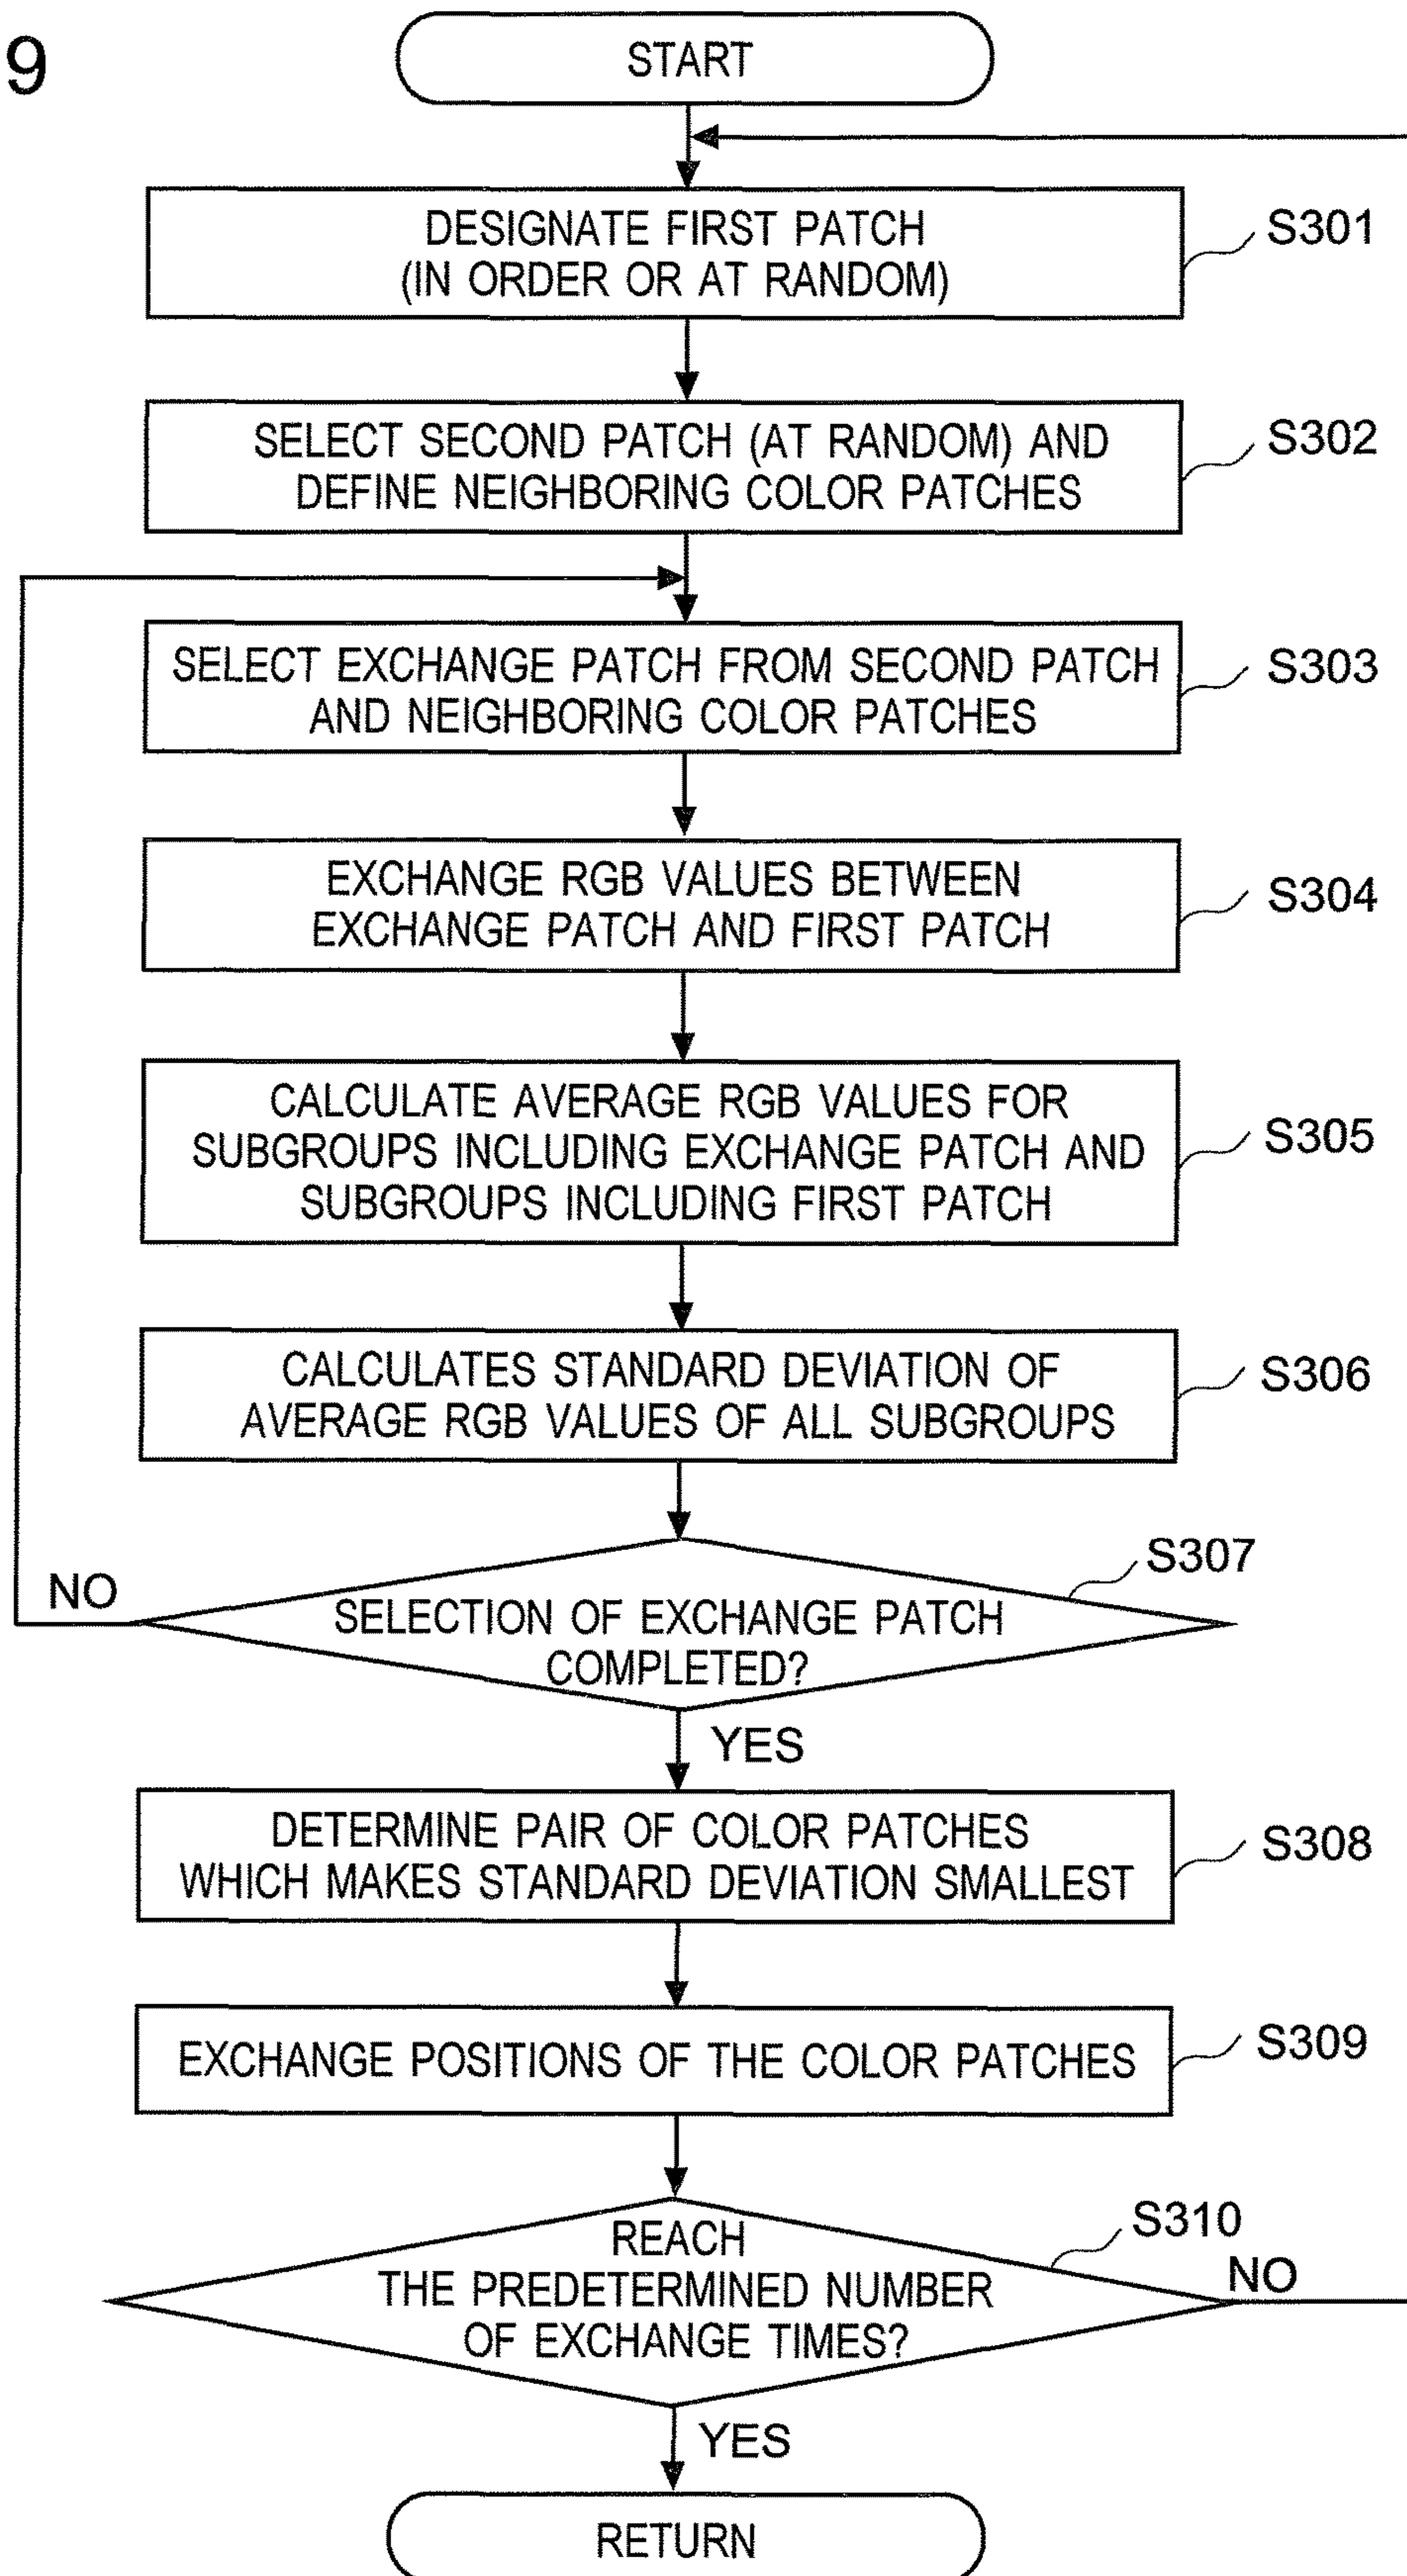 9
START
DESIGNATE FIRST PATCH
(IN ORDER OR AT RANDOM)
S301
SELECT SECOND PATCH (AT RANDOM) AND
DEFINE NEIGHBORING COLOR PATCHES
S302
SELECT EXCHANGE PATCH FROM SECOND PATCH
AND NEIGHBORING COLOR PATCHES
S303
EXCHANGE RGB VALUES BETWEEN
EXCHANGE PATCH AND FIRST PATCH
S304
CALCULATE AVERAGE RGB VALUES FOR
SUBGROUPS INCLUDING EXCHANGE PATCH AND
SUBGROUPS INCLUDING FIRST PATCH
S305
CALCULATES STANDARD DEVIATION OF
AVERAGE RGB VALUES OF ALL SUBGROUPS
S306
S307
NO
SELECTION OF EXCHANGE PATCH
COMPLETED?
YES
DETERMINE PAIR OF COLOR PATCHES
WHICH MAKES STANDARD DEVIATION SMALLEST
S308
EXCHANGE POSITIONS OF THE COLOR PATCHES
S309
S310
REACH
THE PREDETERMINED NUMBER
OF EXCHANGE TIMES?
NO
YES
RETURN